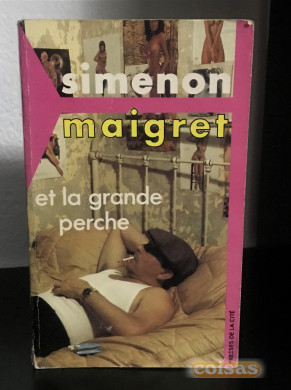 simenon
maigret
et la grande
perche
PRESSES DE LA CITÉ
coisas